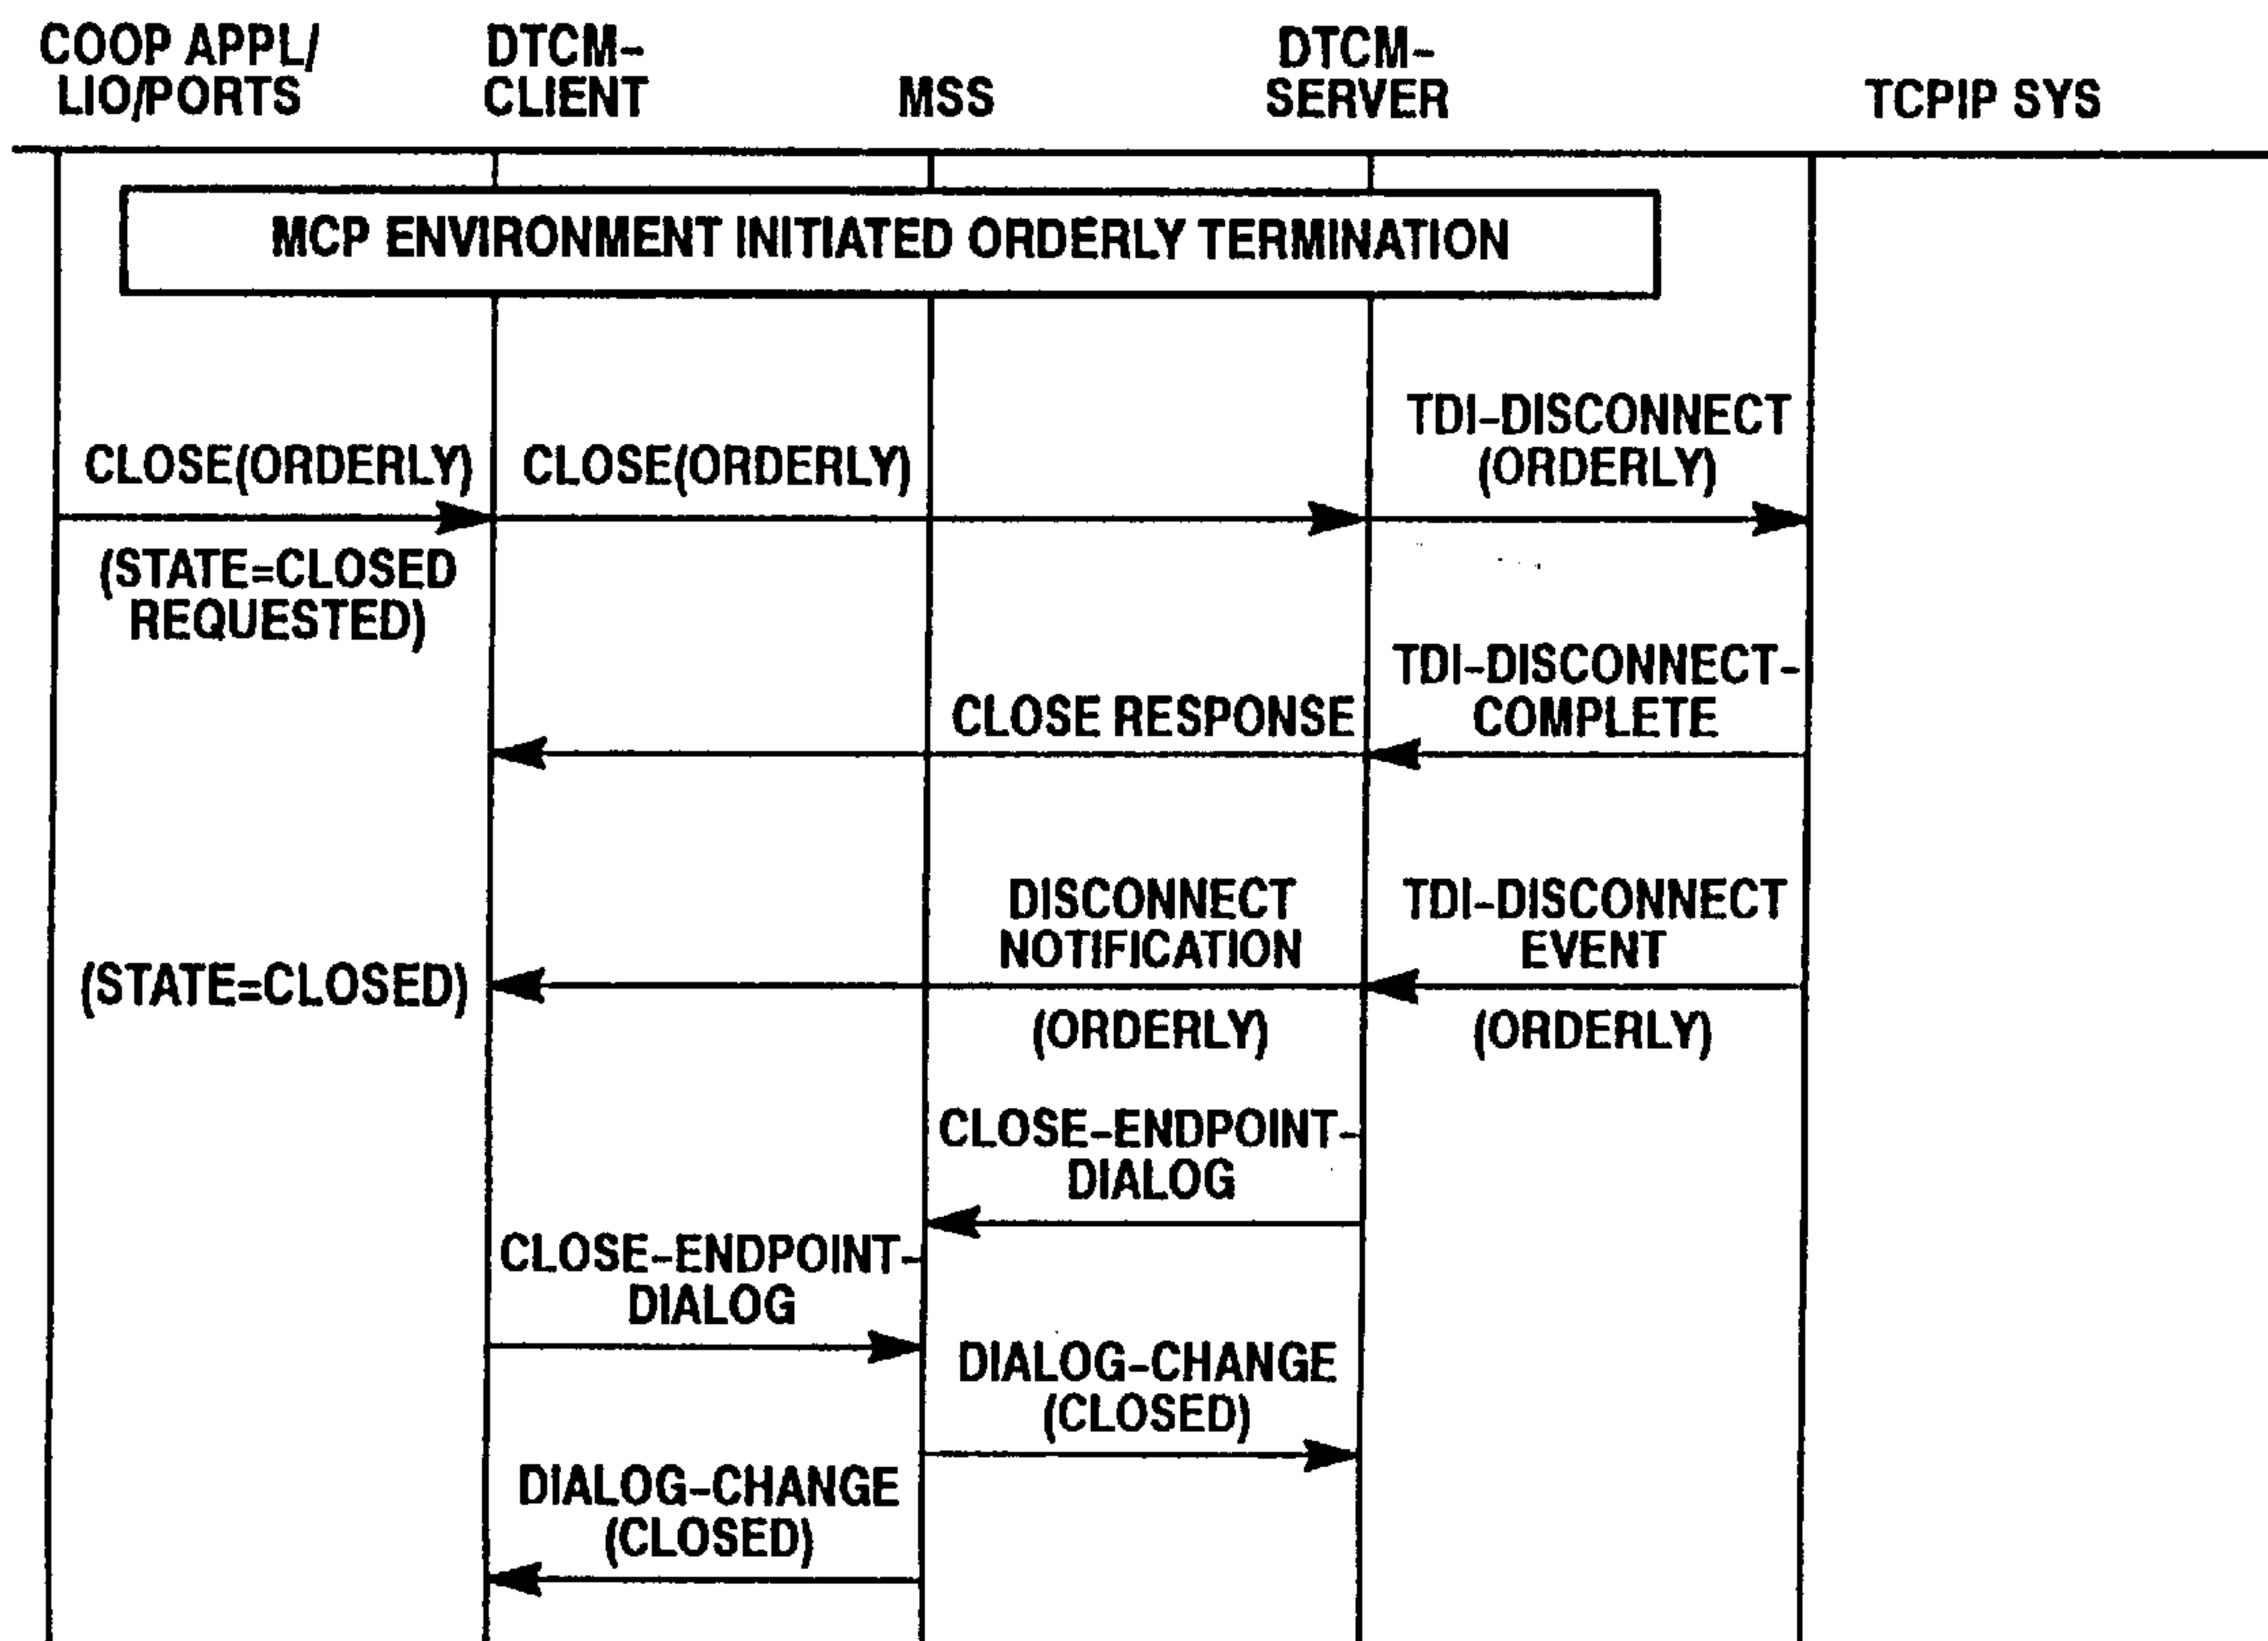 COOP APPL/
LIO/PORTS
DTCM-
CLIENT
MSS
DTCM-
SERVER
TCPIP SYS
MCP ENVIRONMENT INITIATED ORDERLY TERMINATION
CLOSE(ORDERLY)
(STATE=CLOSED
REQUESTED)
CLOSE(ORDERLY)
TDI-DISCONNECT
(ORDERLY)
CLOSE RESPONSE
TDI-DISCONNECT-
COMPLETE
(STATE=CLOSED)
DISCONNECT
NOTIFICATION
(ORDERLY)
TDI-DISCONNECT
EVENT
(ORDERLY)
CLOSE-ENDPOINT-
DIALOG
CLOSE-ENDPOINT-
DIALOG
DIALOG-CHANGE
(CLOSED)
DIALOG-CHANGE
(CLOSED)